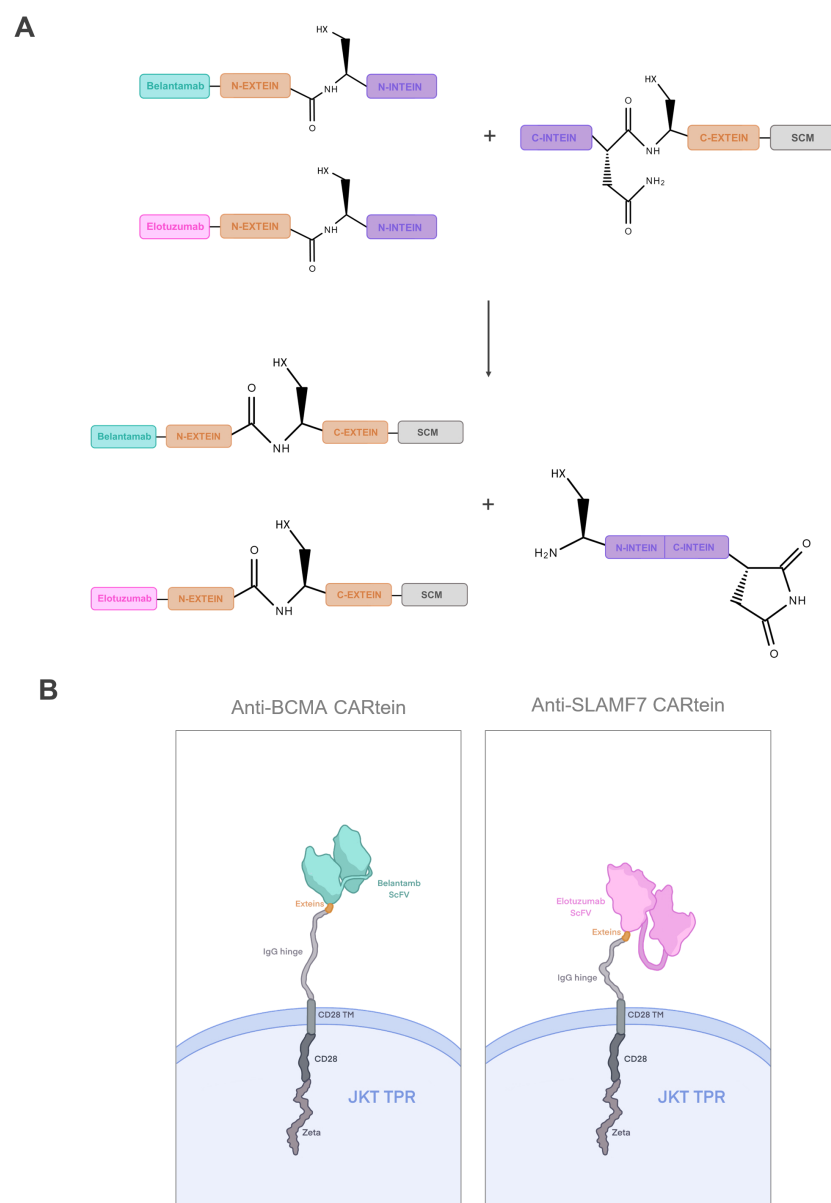 A
HX
Belantamab
N-EXTEIN
NH
N-INTEIN
O
HX
Elotuzumab
N-EXTEIN
NH
N-INTEIN
O
+
HX
O
C-INTEIN
NH
C-EXTEIN
SCM
NH2
O
HX
O
Belantamab
N-EXTEIN
NH
C-EXTEIN
SCM
HX
O
Elotuzumab
N-EXTEIN
NH
C-EXTEIN
SCM
+
HX
H2N
N-INTEIN
C-INTEIN
O
NH
O
B
Anti-BCMA CARtein
Belantamb
ScFV
Exteins
IgG hinge
CD28 TM
CD28
JKT TPR
Zeta
Anti-SLAMF7 CARtein
Elotuzumab
ScFV
Exteins
IgG hinge
CD28 TM
CD28
JKT TPR
Zeta